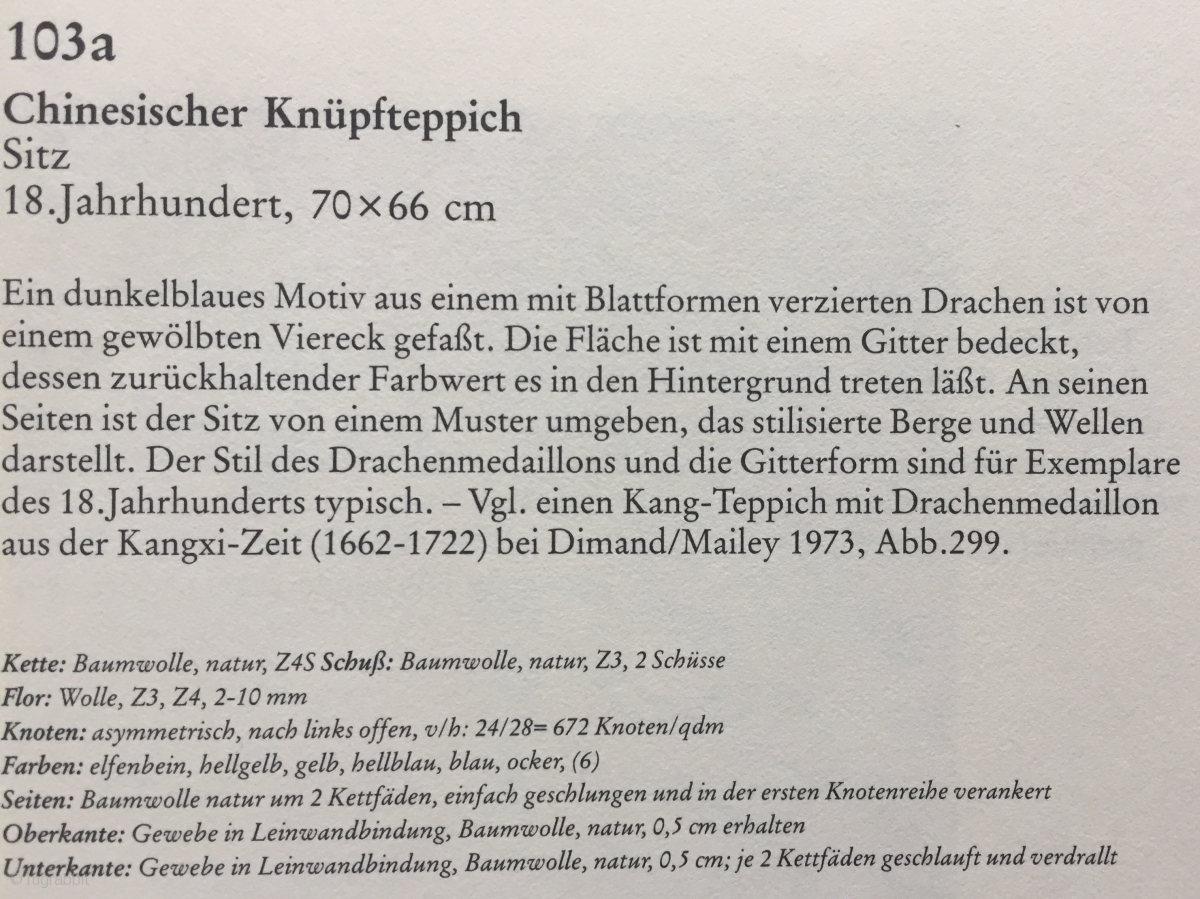 103a
Chinesischer Knüpfteppich
Sitz
18.Jahrhundert, 70×66 cm
Ein dunkelblaues Motiv aus einem mit Blattformen verzierten Drachen ist von
einem gewölbten Viereck gefaßt. Die Fläche ist mit einem Gitter bedeckt,
dessen zurückhaltender Farbwert es in den Hintergrund treten läßt. An seinen
Seiten ist der Sitz von einem Muster umgeben, das stilisierte Berge und Wellen
darstellt. Der Stil des Drachenmedaillons und die Gitterform sind für Exemplare
des 18.Jahrhunderts typisch. – Vgl. einen Kang-Teppich mit Drachenmedaillon
aus der Kangxi-Zeit (1662-1722) bei Dimand/Mailey 1973, Abb.299.
Kette: Baumwolle, natur, Z4S Schuß: Baumwolle, natur, Z3, 2 Schüsse
Flor: Wolle, Z3, Z4, 2-10 mm
Knoten: asymmetrisch, nach links offen, v/h: 24/28= 672 Knoten/qdm
Farben: elfenbein, hellgelb, gelb, hellblau, blau, ocker, (6)
Seiten: Baumwolle natur um 2 Kettfäden, einfach geschlungen und in der ersten Knotenreihe verankert
Oberkante: Gewebe in Leinwandbindung, Baumwolle, natur, 0,5 cm erhalten
Unterkante: Gewebe in Leinwandbindung, Baumwolle, natur, 0,5 cm; je 2 Kettfäden geschlauft und verdrallt
© rugrabbit